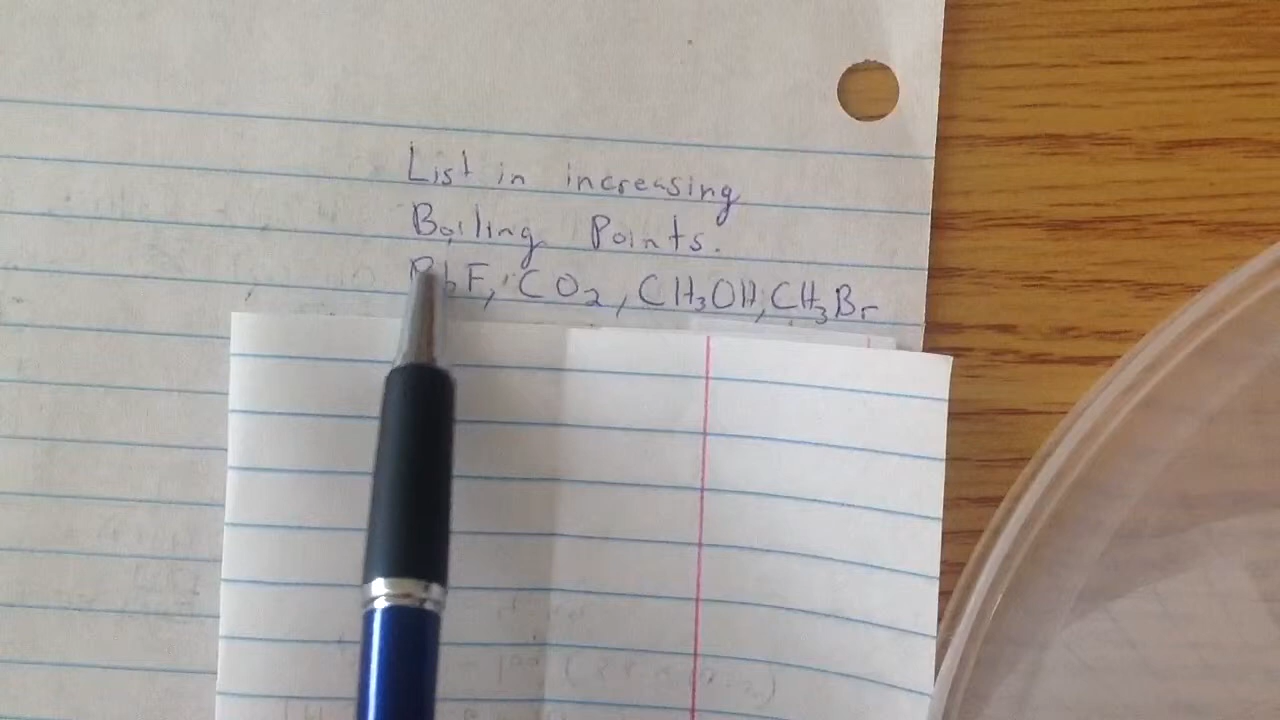 List in increasing
Boiling Points.
RbF, CO₂, CH₃OH, CH₃Br